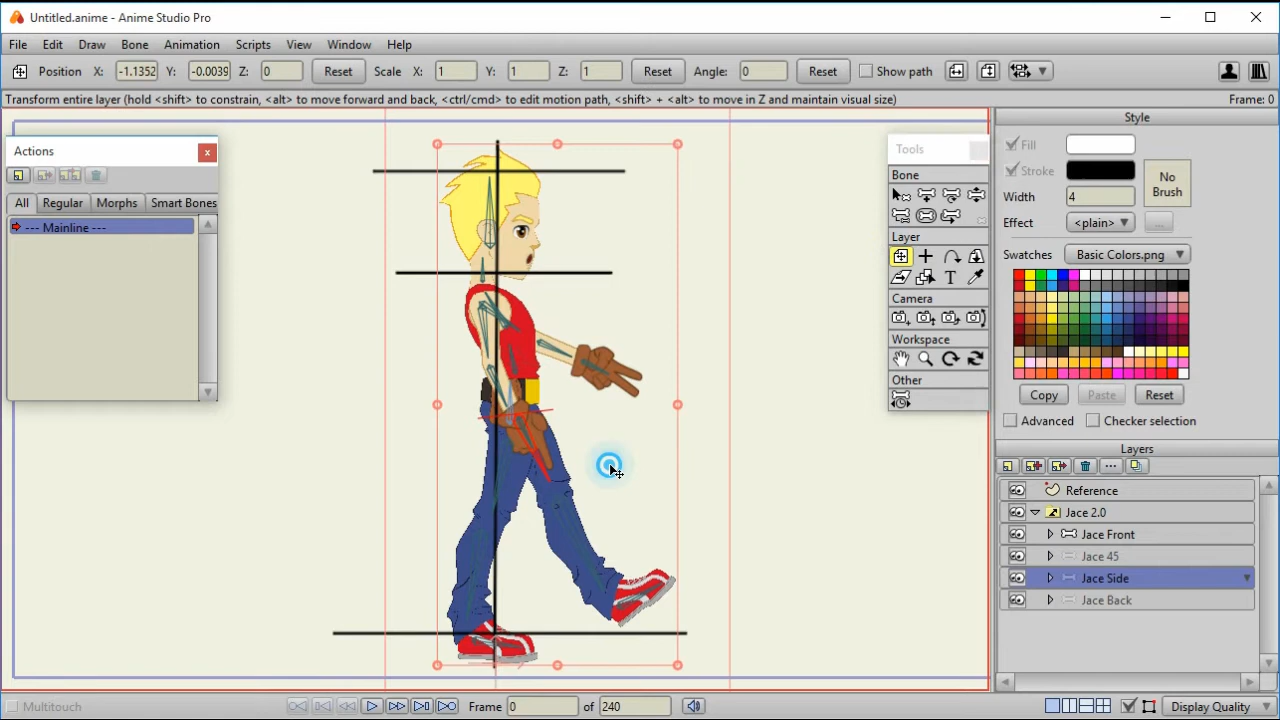 Untitled.anime - Anime Studio Pro
File Edit Draw Bone Animation Scripts View Window Help
Position X: -1.1352 Y: -0.0039 Z: 0 Reset Scale X: 1 Y: 1 Z: 1 Reset Angle: 0 Reset Show path
Transform entire layer (hold <shift> to constrain, <alt> to move forward and back, <ctrl/cmd> to edit motion path, <shift> + <alt> to move in Z and maintain visual size) Frame: 0
Actions
All Regular Morphs Smart Bones
--- Mainline ---
Tools
Bone
Layer
T
Camera
Workspace
Other
Style
Fill
Stroke
No
Brush
Width 4
Effect <plain> ...
Swatches Basic Colors.png
Copy Paste Reset
Advanced Checker selection
Layers
Reference
Jace 2.0
Jace Front
Jace 45
Jace Side
Jace Back
Multitouch Frame 0 of 240 Display Quality